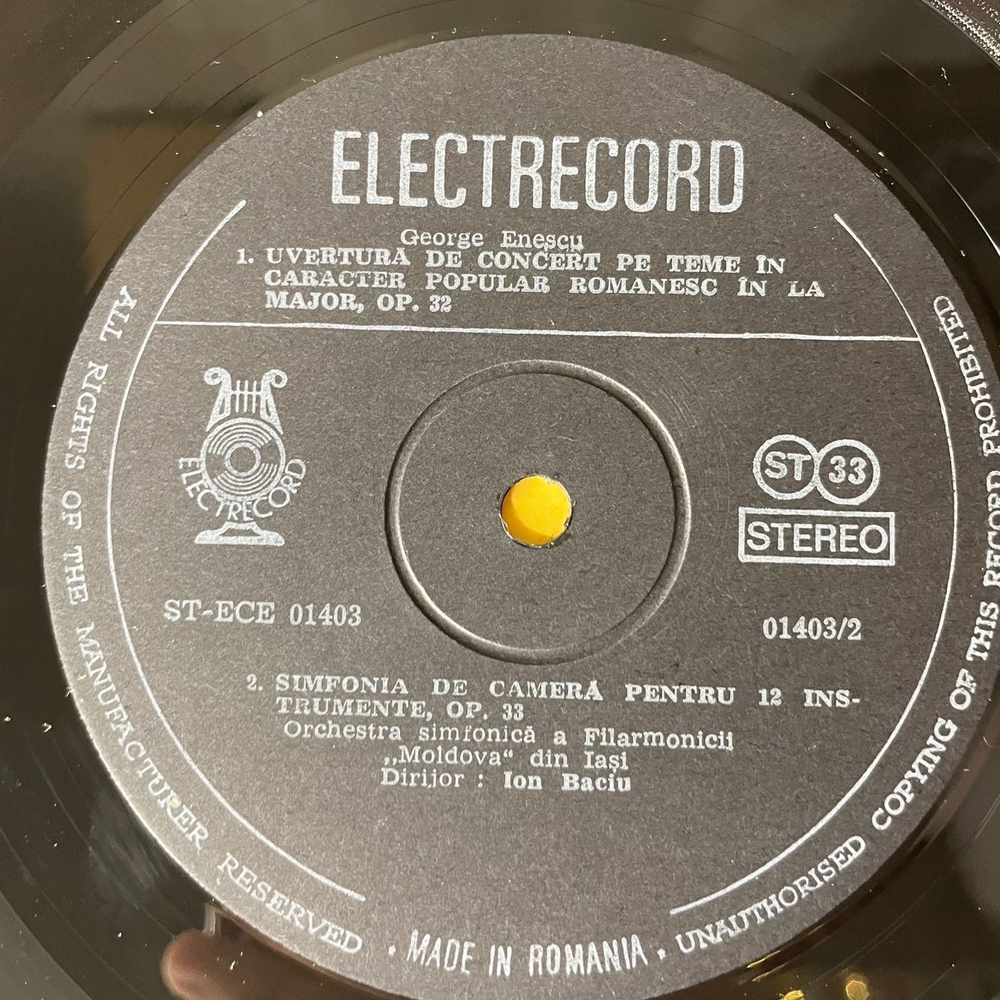 ELECTRECORD
George Enescu
1. UVERTURĂ DE CONCERT PE TEME ÎN
CARACTER POPULAR ROMANESC ÎN LA
MAJOR, OP. 32
ELECTRECORD
ST 33
STEREO
ST-ECE 01403
01403/2
2. SIMFONIA DE CAMERĂ PENTRU 12 INS-
TRUMENTE, OP. 33
Orchestra simfonică a Filarmonicii
„Moldova“ din Iași
Dirijor : Ion Baciu
ALL RIGHTS OF THE MANUFACTURER RESERVED . MADE IN ROMANIA . UNAUTHORISED COPYING OF THIS RECORD PROHIBITED